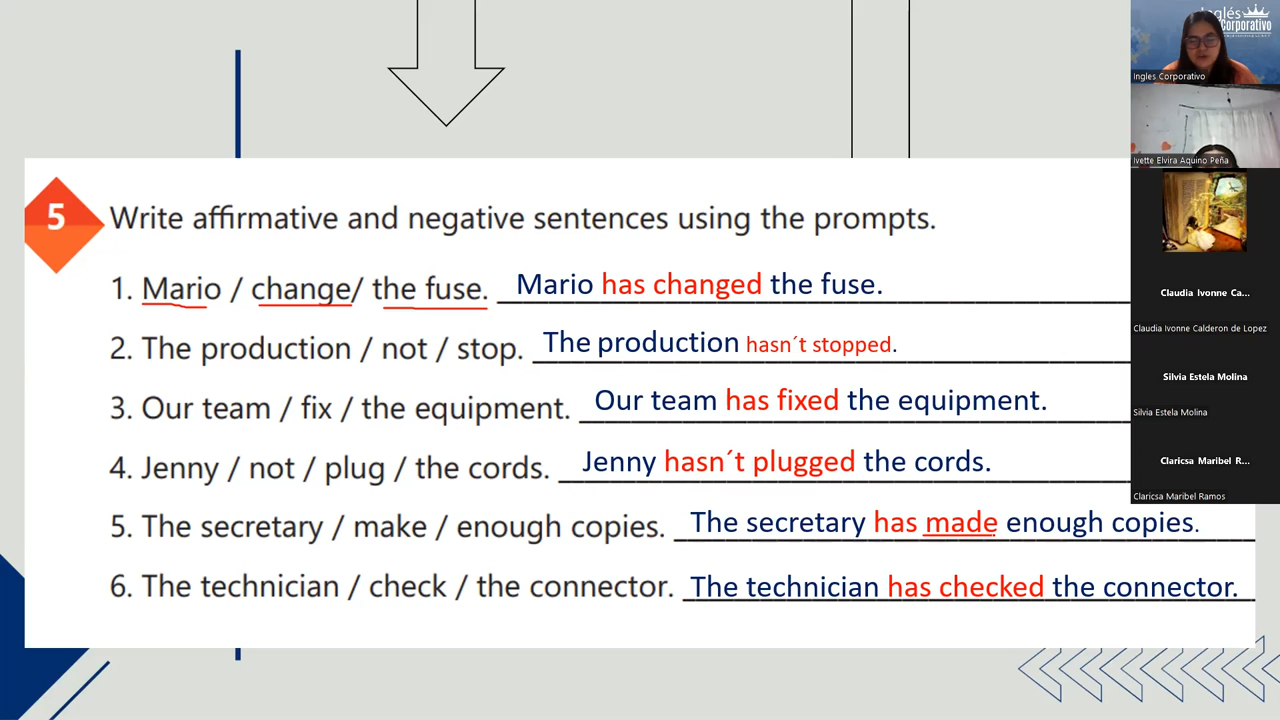 5
Write affirmative and negative sentences using the prompts.
1. Mario / change/ the fuse. Mario has changed the fuse.
2. The production / not / stop. The production hasn´t stopped.
3. Our team / fix / the equipment. Our team has fixed the equipment.
4. Jenny / not / plug / the cords. Jenny hasn´t plugged the cords.
5. The secretary / make / enough copies. The secretary has made enough copies.
6. The technician / check / the connector. The technician has checked the connector.
Inglés
Corporativo
Ingles Corporativo
Ivette Elvira Aquino Peña
Claudia Ivonne Ca...
Claudia Ivonne Calderon de Lopez
Silvia Estela Molina
Silvia Estela Molina
Claricsa Maribel R...
Claricsa Maribel Ramos